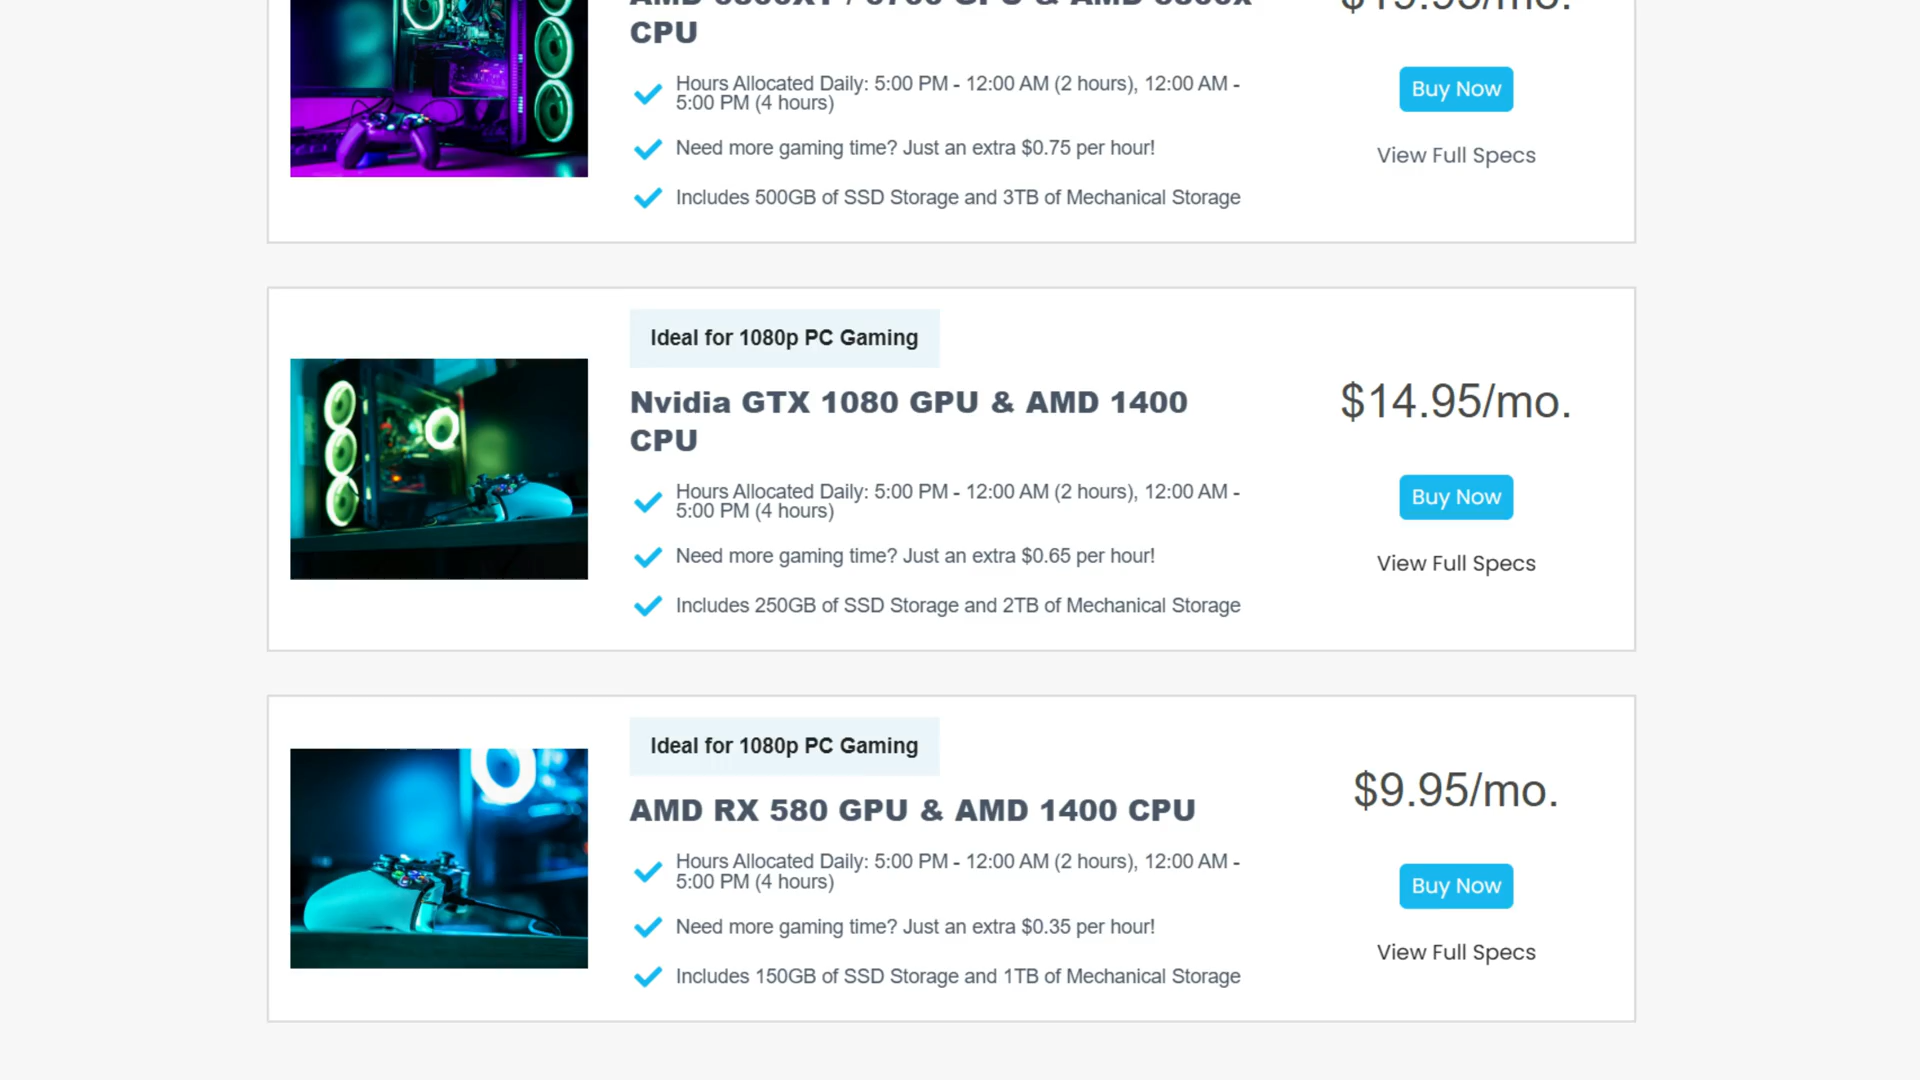 CPU
Hours Allocated Daily: 5:00 PM - 12:00 AM (2 hours), 12:00 AM -
5:00 PM (4 hours)
Need more gaming time? Just an extra $0.75 per hour!
Includes 500GB of SSD Storage and 3TB of Mechanical Storage
Buy Now
View Full Specs
Ideal for 1080p PC Gaming
Nvidia GTX 1080 GPU & AMD 1400
CPU
Hours Allocated Daily: 5:00 PM - 12:00 AM (2 hours), 12:00 AM -
5:00 PM (4 hours)
Need more gaming time? Just an extra $0.65 per hour!
Includes 250GB of SSD Storage and 2TB of Mechanical Storage
$14.95/mo.
Buy Now
View Full Specs
Ideal for 1080p PC Gaming
AMD RX 580 GPU & AMD 1400 CPU
Hours Allocated Daily: 5:00 PM - 12:00 AM (2 hours), 12:00 AM -
5:00 PM (4 hours)
Need more gaming time? Just an extra $0.35 per hour!
Includes 150GB of SSD Storage and 1TB of Mechanical Storage
$9.95/mo.
Buy Now
View Full Specs